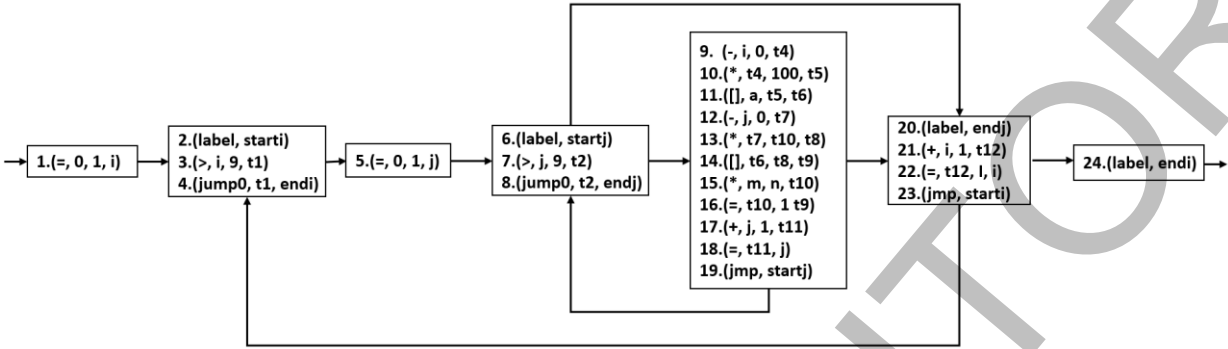 1.(=, 0, 1, i)
2.(label, starti)
3.(>, i, 9, t1)
4.(jump0, t1, endi)
5.(=, 0, 1, j)
6.(label, startj)
7.(>, j, 9, t2)
8.(jump0, t2, endj)
9. (-, i, 0, t4)
10.(*, t4, 100, t5)
11.([], a, t5, t6)
12.(-, j, 0, t7)
13.(*, t7, t10, t8)
14.([], t6, t8, t9)
15.(*, m, n, t10)
16.(=, t10, 1 t9)
17.(+, j, 1, t11)
18.(=, t11, j)
19.(jmp, startj)
20.(label, endj)
21.(+, i, 1, t12)
22.(=, t12, I, i)
23.(jmp, starti)
24.(label, endi)
ITOR